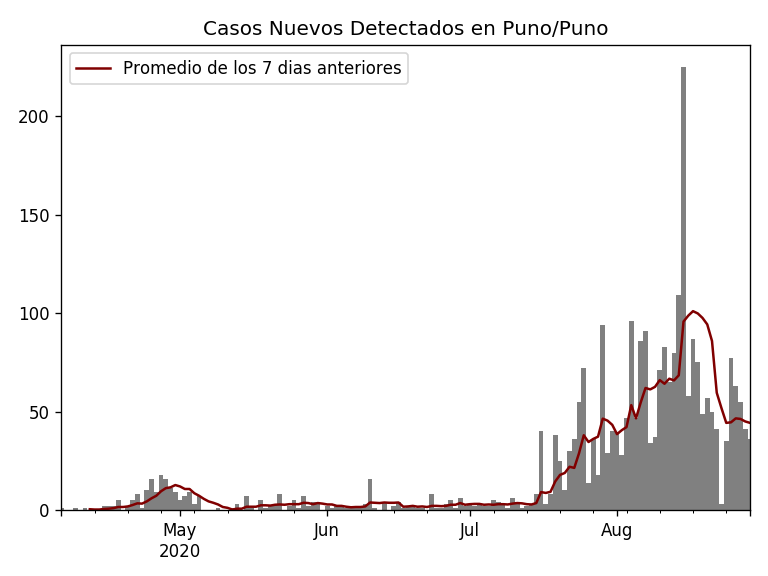 Casos Nuevos Detectados en Puno/Puno
Promedio de los 7 dias anteriores
200
150
100
50
0
May
2020
Jun
Jul
Aug